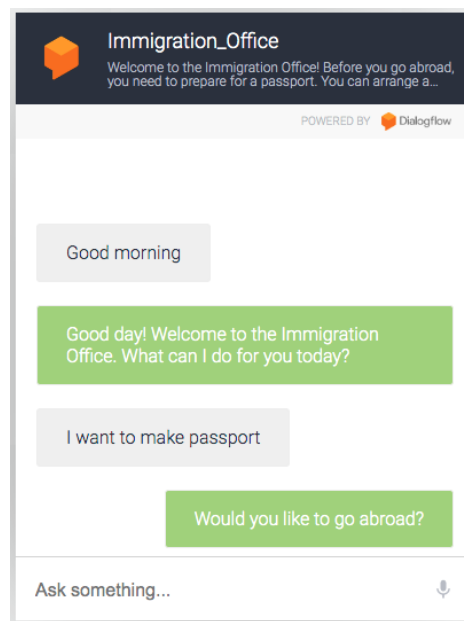 Immigration_Office
Welcome to the Immigration Office! Before you go abroad,
you need to prepare for a passport. You can arrange a...
POWERED BY Dialogflow
Good morning
Good day! Welcome to the Immigration
Office. What can I do for you today?
I want to make passport
Would you like to go abroad?
Ask something...